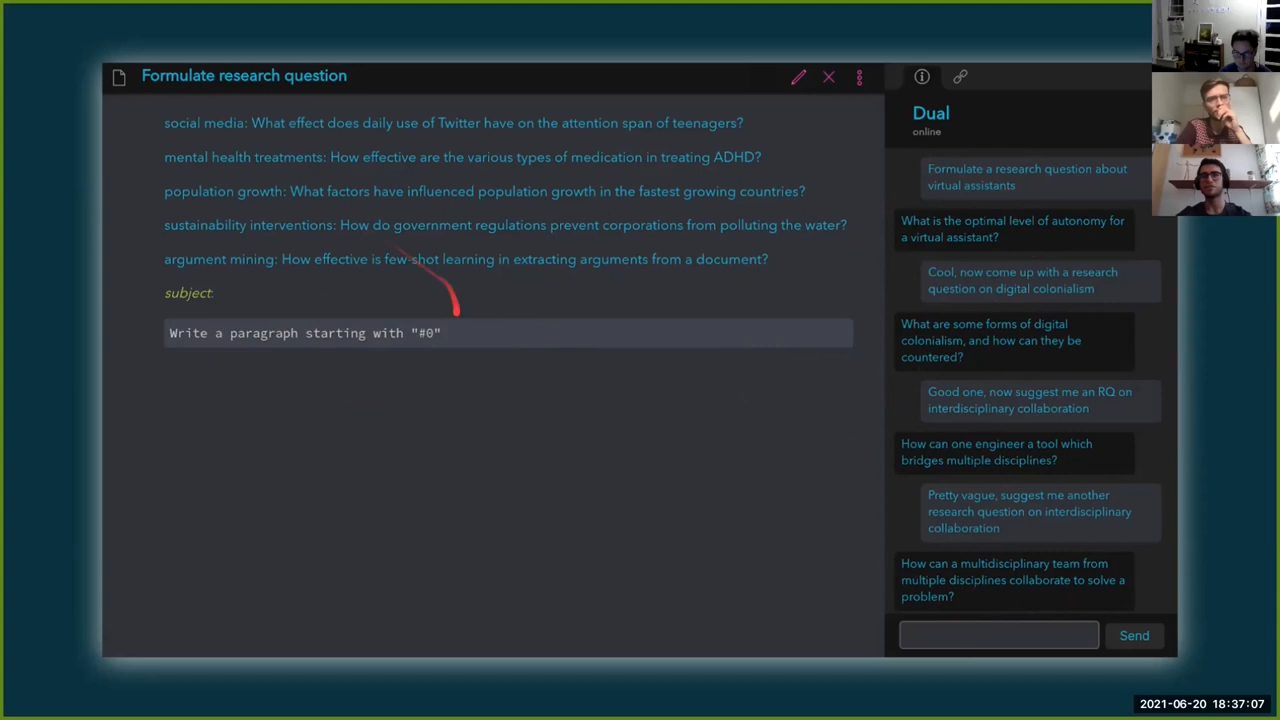 Formulate research question
social media: What effect does daily use of Twitter have on the attention span of teenagers?
mental health treatments: How effective are the various types of medication in treating ADHD?
population growth: What factors have influenced population growth in the fastest growing countries?
sustainability interventions: How do government regulations prevent corporations from polluting the water?
argument mining: How effective is few-shot learning in extracting arguments from a document?
subject:
Write a paragraph starting with "#0"
Dual
online
Formulate a research question about
virtual assistants
What is the optimal level of autonomy for
a virtual assistant?
Cool, now come up with a research
question on digital colonialism
What are some forms of digital
colonialism, and how can they be
countered?
Good one, now suggest me an RQ on
interdisciplinary collaboration
How can one engineer a tool which
bridges multiple disciplines?
Pretty vague, suggest me another
research question on interdisciplinary
collaboration
How can a multidisciplinary team from
multiple disciplines collaborate to solve a
problem?
Send
2021-06-20 18:37:07